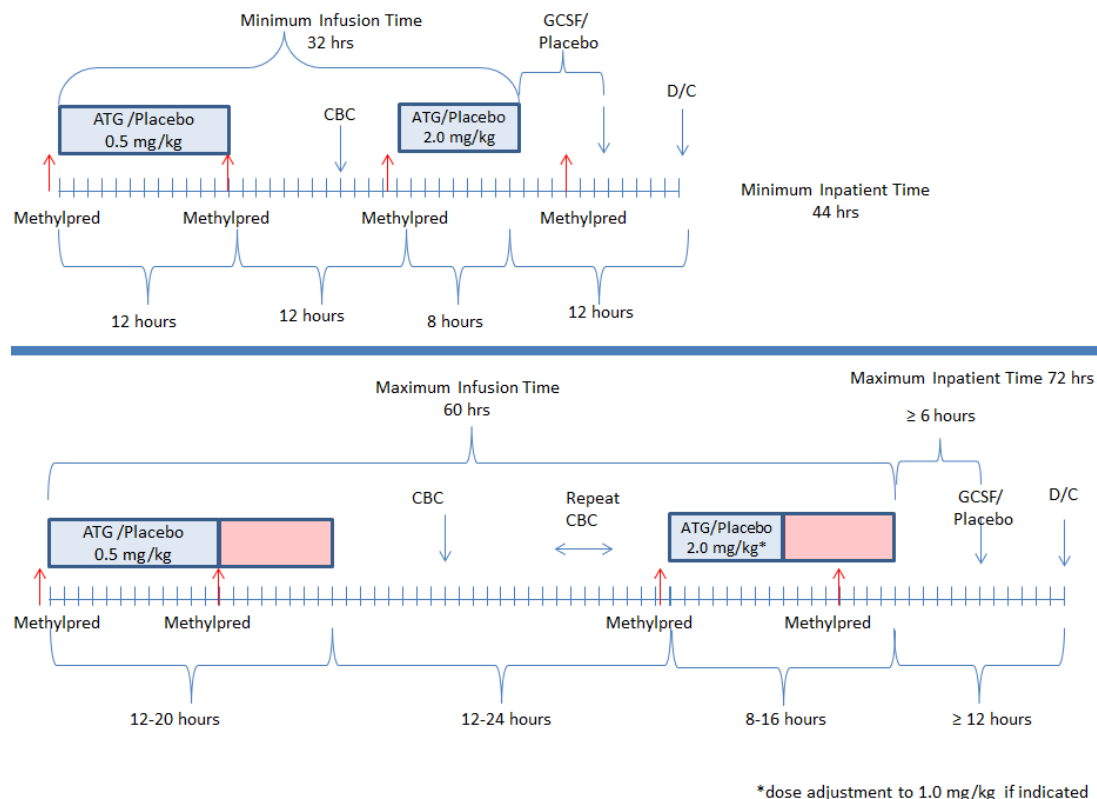 Minimum Infusion Time
32 hrs
GCSF/
Placebo
D/C
ATG /Placebo
0.5 mg/kg
CBC
ATG/Placebo
2.0 mg/kg
Minimum Inpatient Time
44 hrs
Methylpred
Methylpred
Methylpred
Methylpred
12 hours
12 hours
8 hours
12 hours
Maximum Infusion Time
60 hrs
Maximum Inpatient Time 72 hrs
≥ 6 hours
CBC
Repeat
CBC
GCSF/
Placebo
D/C
ATG /Placebo
0.5 mg/kg
ATG/Placebo
2.0 mg/kg*
Methylpred
Methylpred
Methylpred
Methylpred
12-20 hours
12-24 hours
8-16 hours
≥ 12 hours
*dose adjustment to 1.0 mg/kg if indicated